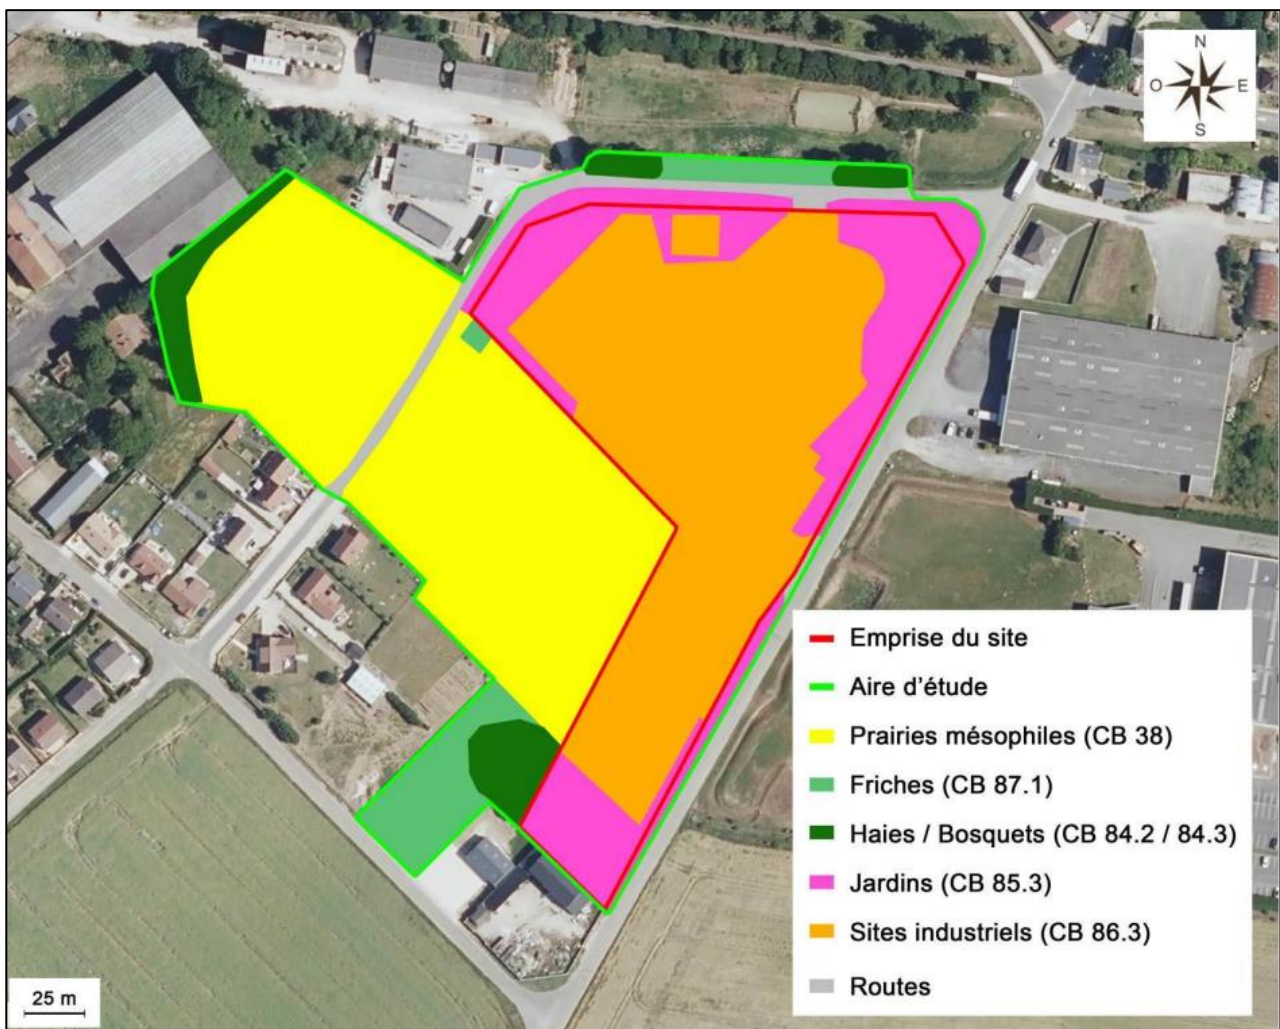 N
O
E
S
Emprise du site
Aire d'étude
Prairies mésophiles (CB 38)
Friches (CB 87.1)
Haies / Bosquets (CB 84.2 / 84.3)
Jardins (CB 85.3)
Sites industriels (CB 86.3)
Routes
25 m